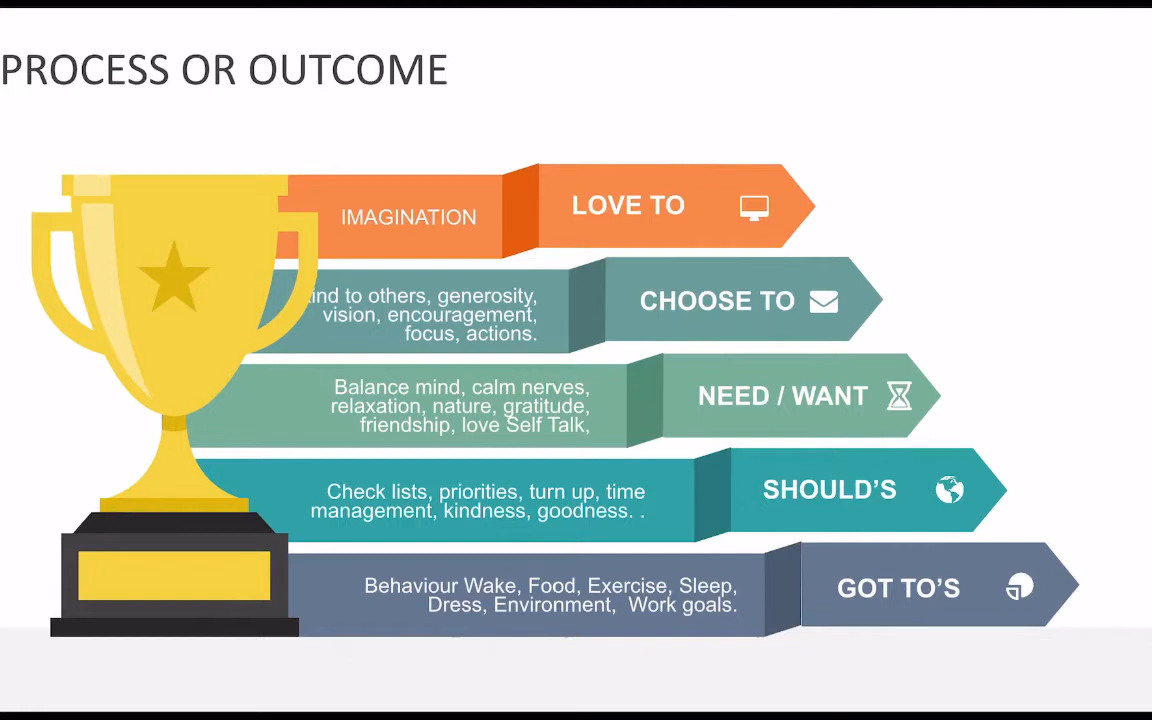 PROCESS OR OUTCOME
IMAGINATION
LOVE TO
ind to others, generosity,
vision, encouragement,
focus, actions.
CHOOSE TO
Balance mind, calm nerves,
relaxation, nature, gratitude,
friendship, love Self Talk,
NEED / WANT
Check lists, priorities, turn up, time
management, kindness, goodness. .
SHOULD'S
Behaviour Wake, Food, Exercise, Sleep,
Dress, Environment,  Work goals.
GOT TO'S